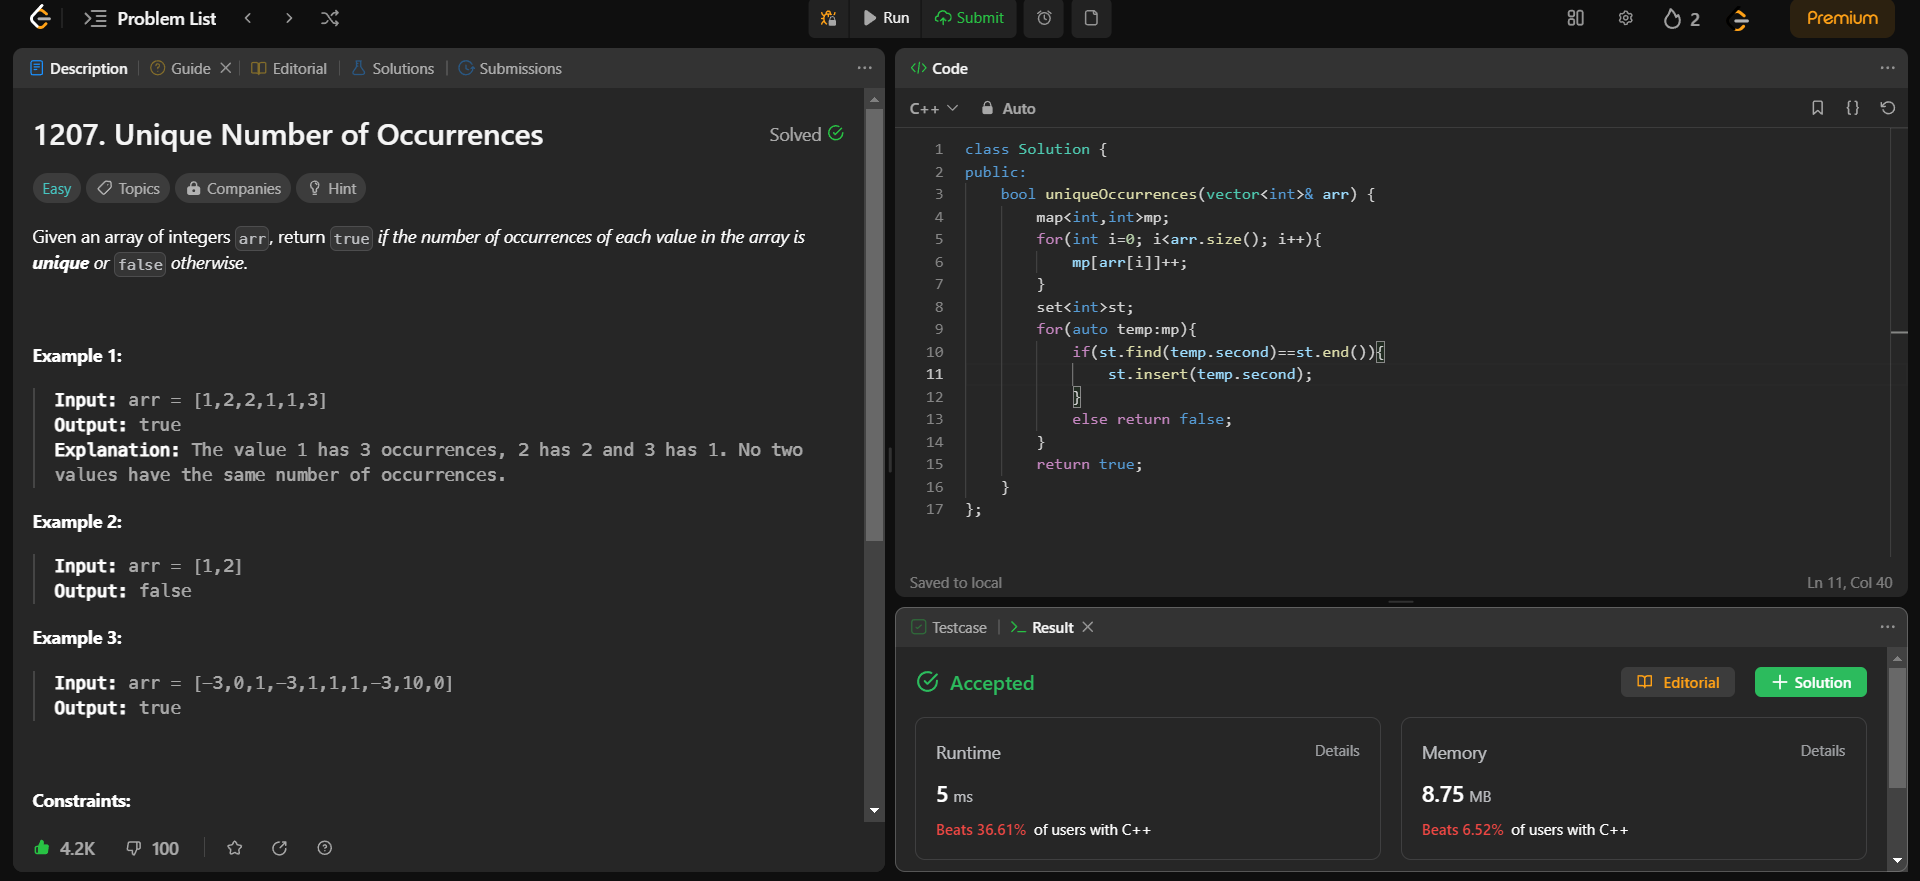 Problem List
Run
Submit
2
Premium
Description
Guide
Editorial
Solutions
Submissions
1207. Unique Number of Occurrences
Solved
Easy
Topics
Companies
Hint
Given an array of integers arr, return true if the number of occurrences of each value in the array is
unique or false otherwise.
Example 1:
Input: arr = [1,2,2,1,1,3]
Output: true
Explanation: The value 1 has 3 occurrences, 2 has 2 and 3 has 1. No two
values have the same number of occurrences.
Example 2:
Input: arr = [1,2]
Output: false
Example 3:
Input: arr = [-3,0,1,-3,1,1,1,-3,10,0]
Output: true
Constraints:
4.2K
100
</> Code
C++
Auto
{}
1 class Solution {
2 public:
3 bool uniqueOccurrences(vector<int>& arr) {
4 map<int,int>mp;
5 for(int i=0; i<arr.size(); i++){
6 mp[arr[i]]++;
7 }
8 set<int>st;
9 for(auto temp:mp){
10 if(st.find(temp.second)==st.end()){
11 st.insert(temp.second);
12 }
13 else return false;
14 }
15 return true;
16 }
17 };
Saved to local
Ln 11, Col 40
Testcase
>_ Result
Accepted
Editorial
Solution
Runtime
Details
5 ms
Beats 36.61% of users with C++
Memory
Details
8.75 MB
Beats 6.52% of users with C++